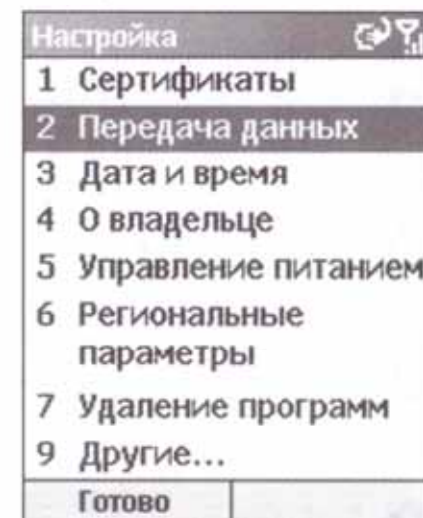 Настройка
1 Сертификаты
2 Передача данных
3 Дата и время
4 О владельце
5 Управление питанием
6 Региональные
параметры
7 Удаление программ
9 Другие...
Готово